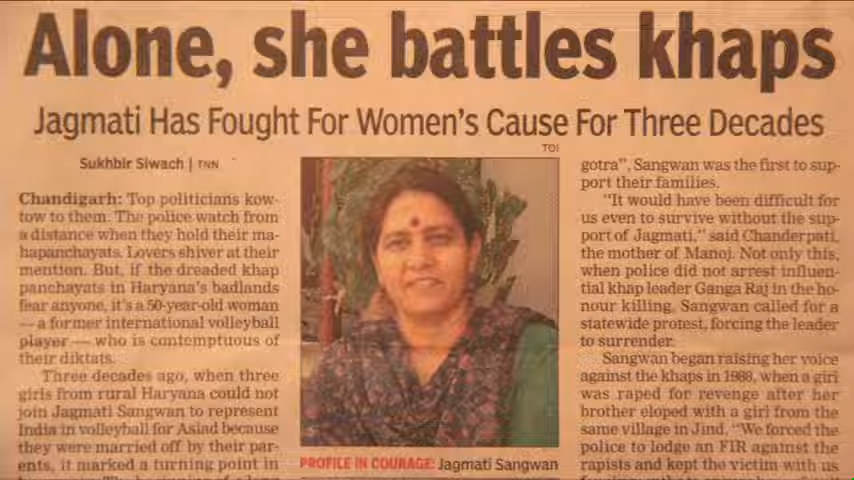 Alone, she battles khaps
Jagmati Has Fought For Women's Cause For Three Decades
Sukhbir Siwach | TNN
Chandigarh: Top politicians kow-
tow to them. The police watch from
a distance when they hold their ma-
hapanchayats. Lovers shiver at their
mention. But, if the dreaded khap
panchayats in Haryana's badlands
fear anyone, it's a 50-year-old woman
— a former international volleyball
player — who is contemptuous of
their diktats.
Three decades ago, when three
girls from rural Haryana could not
join Jagmati Sangwan to represent
India in volleyball for Asiad because
they were married off by their par-
ents, it marked a turning point in
TOI
PROFILE IN COURAGE: Jagmati Sangwan
gotra", Sangwan was the first to sup-
port their families.
"It would have been difficult for
us even to survive without the sup-
port of Jagmati," said Chanderpati,
the mother of Manoj. Not only this,
when police did not arrest influen-
tial khap leader Ganga Raj in the ho-
nour killing, Sangwan called for a
statewide protest, forcing the leader
to surrender.
Sangwan began raising her voice
against the khaps in 1988, when a girl
was raped for revenge after her
brother eloped with a girl from the
same village in Jind. "We forced the
police to lodge an FIR against the
rapists and kept the victim with us